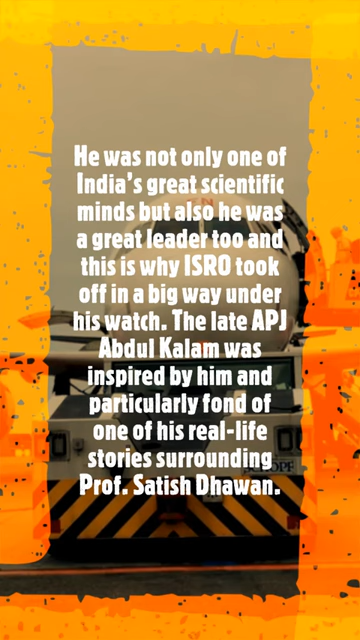 He was not only one of
India's great scientific
minds but also he was
a great leader too and
this is why ISRO took
off in a big way under
his watch. The late APJ
Abdul Kalam was
inspired by him and
particularly fond of
one of his real-life
stories surrounding
Prof. Satish Dhawan.